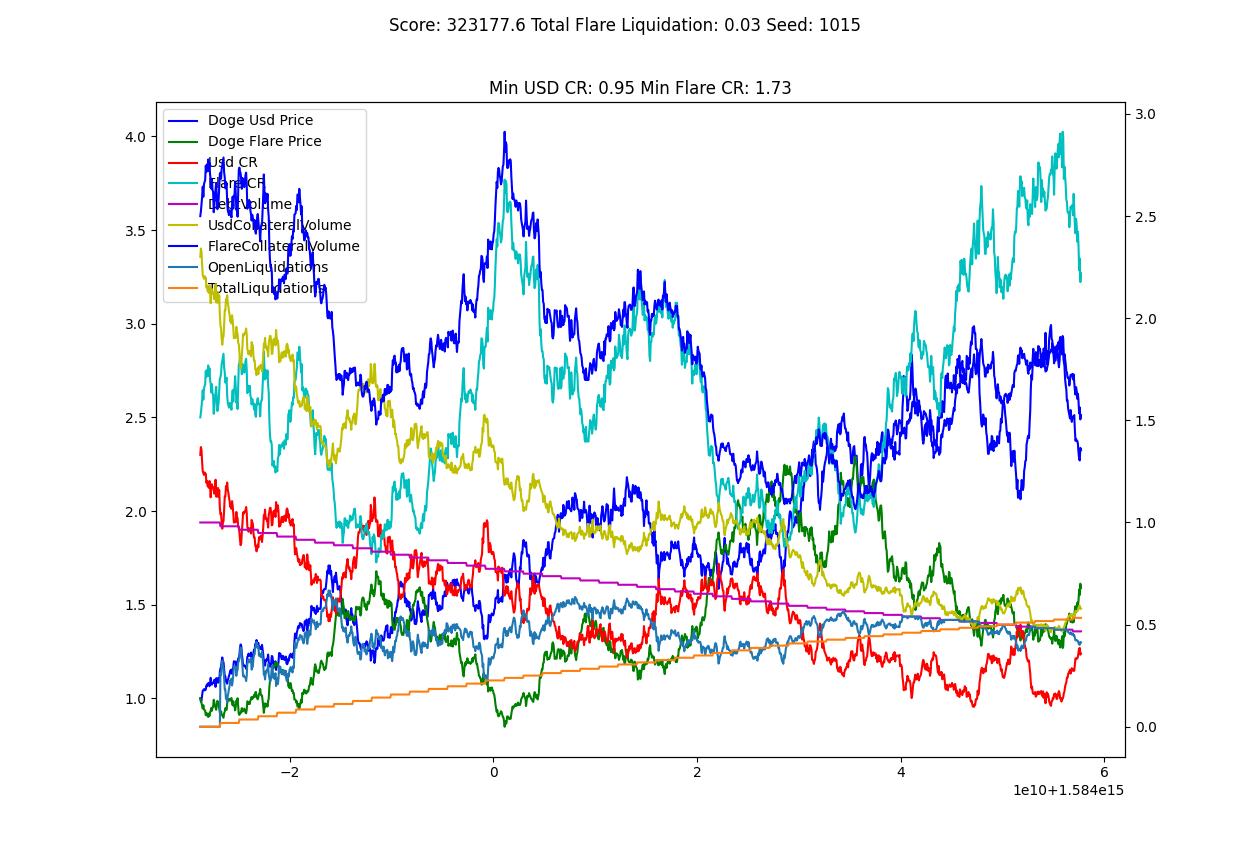 Score: 323177.6 Total Flare Liquidation: 0.03 Seed: 1015
Min USD CR: 0.95 Min Flare CR: 1.73
Doge Usd Price
Doge Flare Price
Usd CR
Flare CR
DebtVolume
UsdCollateralVolume
FlareCollateralVolume
OpenLiquidations
TotalLiquidations
4.0
3.5
3.0
2.5
2.0
1.5
1.0
3.0
2.5
2.0
1.5
1.0
0.5
0.0
−2
0
2
4
6
1e10+1.584e15